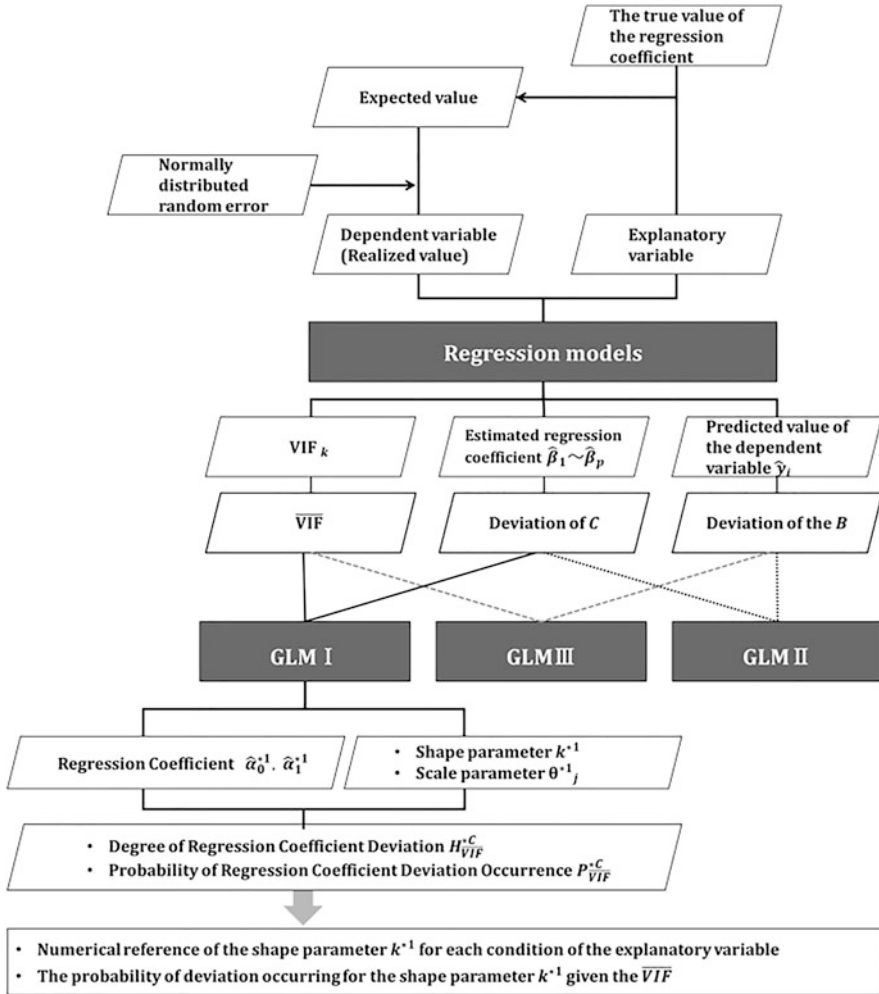 The true value of
the regression
coefficient
Expected value
Normally
distributed
random error
Dependent variable
(Realized value)
Explanatory
variable
Regression models
VIF k
Estimated regression
coefficient β̂₁～β̂ₚ
Predicted value of
the dependent
variable ŷᵢ
V̅I̅F̅
Deviation of C
Deviation of the B
GLM Ⅰ
GLMⅢ
GLM Ⅱ
Regression Coefficient α̂₀*¹. α̂₁*¹
• Shape parameter k*¹
• Scale parameter θ*¹ⱼ
• Degree of Regression Coefficient Deviation H*ᶜ V̅I̅F̅
• Probability of Regression Coefficient Deviation Occurrence P*ᶜ V̅I̅F̅
• Numerical reference of the shape parameter k*¹ for each condition of the explanatory variable
• The probability of deviation occurring for the shape parameter k*¹ given the V̅I̅F̅